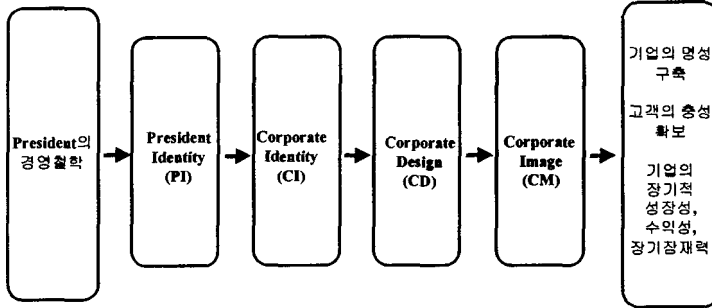 President의
경영철학
President
Identity
(PI)
Corporate
Identity
(CI)
Corporate
Design
(CD)
Corporate
Image
(CM)
기업의 명성
구축
고객의 충성
확보
기업의
장기적
성장성,
수익성,
장기잠재력